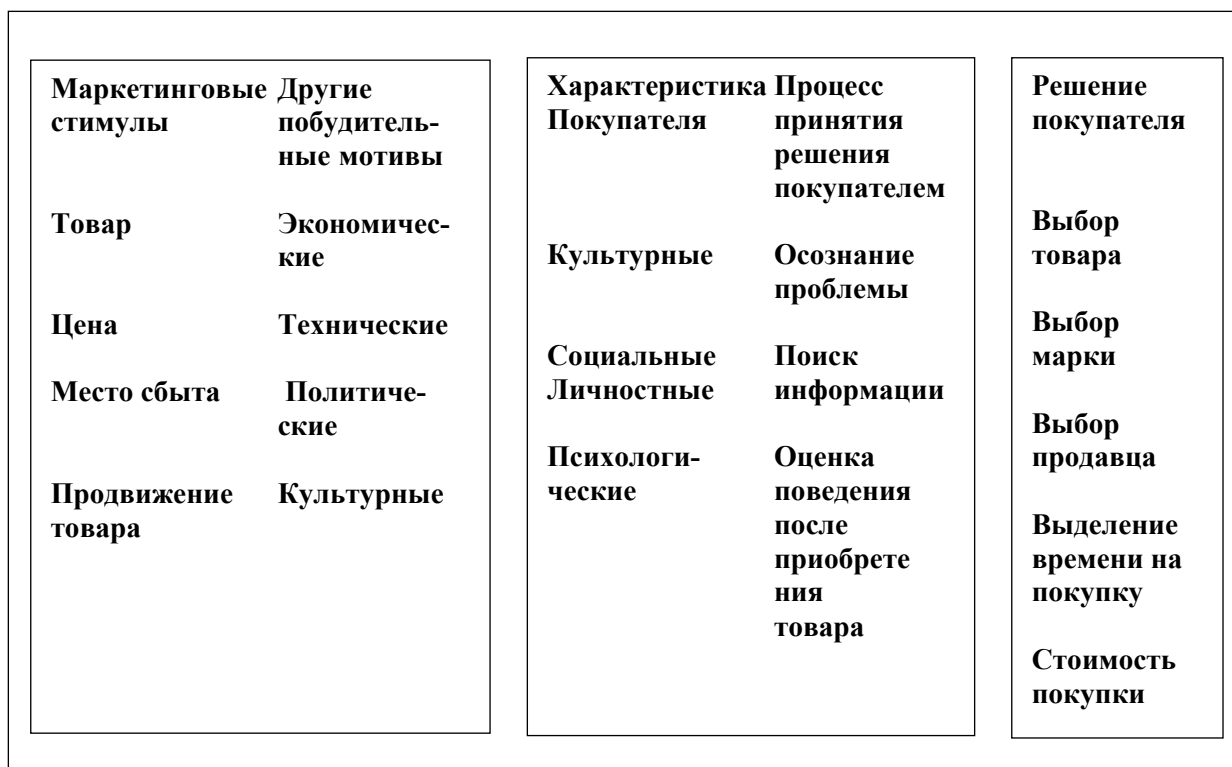 Маркетинговые
стимулы
Товар
Цена
Место сбыта
Продвижение
товара
Другие
побудитель-
ные мотивы
Экономичес-
кие
Технические
Политиче-
ские
Культурные
Характеристика
Покупателя
Культурные
Социальные
Личностные
Психологи-
ческие
Процесс
принятия
решения
покупателем
Осознание
проблемы
Поиск
информации
Оценка
поведения
после
приобрете
ния
товара
Решение
покупателя
Выбор
товара
Выбор
марки
Выбор
продавца
Выделение
времени на
покупку
Стоимость
покупки